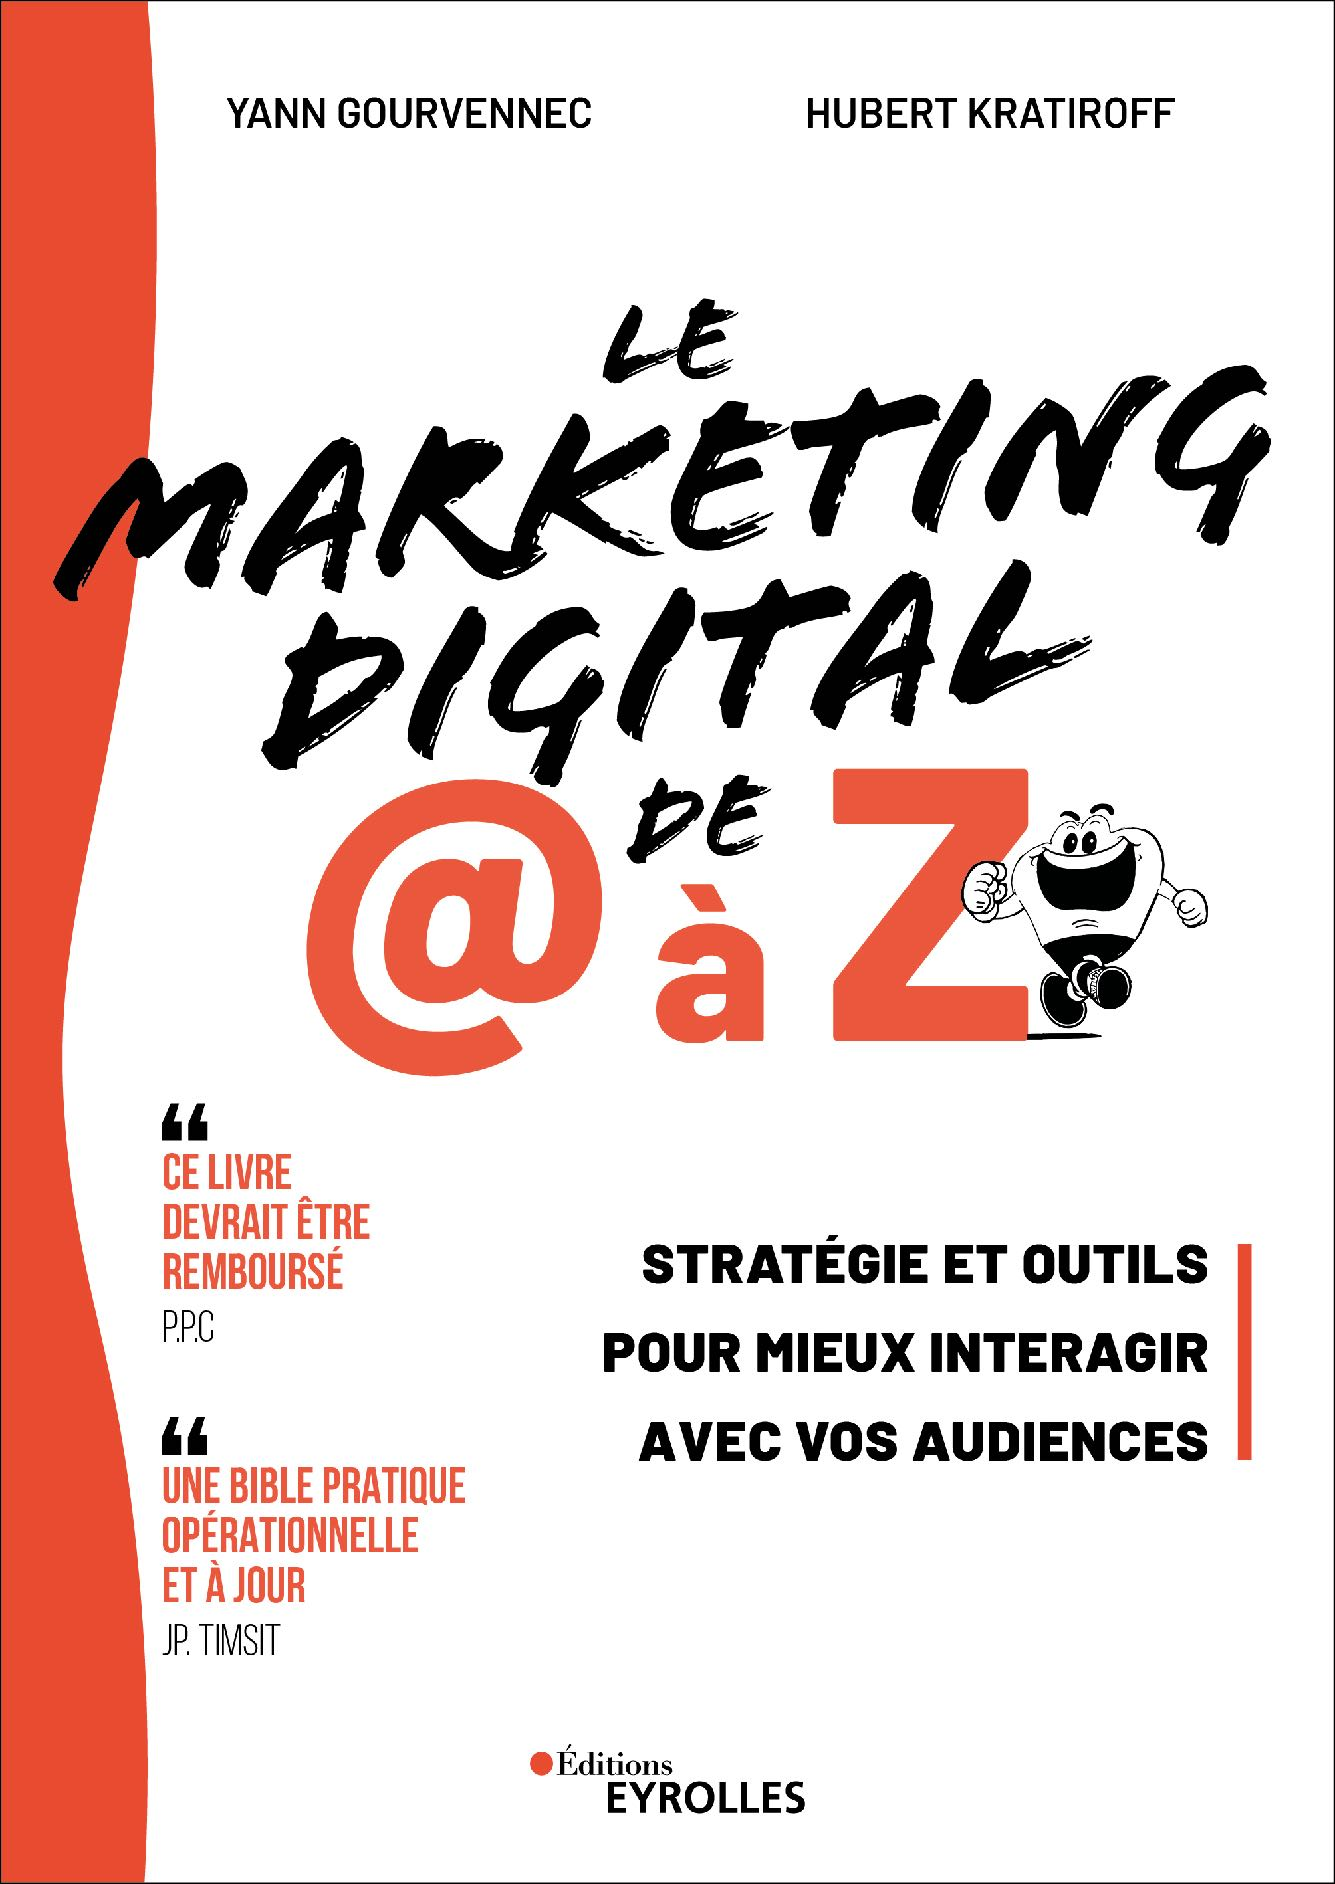 YANN GOURVENNEC
HUBERT KRATIROFF
LE
MARKETING
DIGITAL
DE
@ à Z
❝
CE LIVRE
DEVRAIT ÊTRE
REMBOURSÉ
P.P.C
❝
UNE BIBLE PRATIQUE
OPÉRATIONNELLE
ET À JOUR
JP. TIMSIT
STRATÉGIE ET OUTILS
POUR MIEUX INTERAGIR
AVEC VOS AUDIENCES
Éditions
EYROLLES